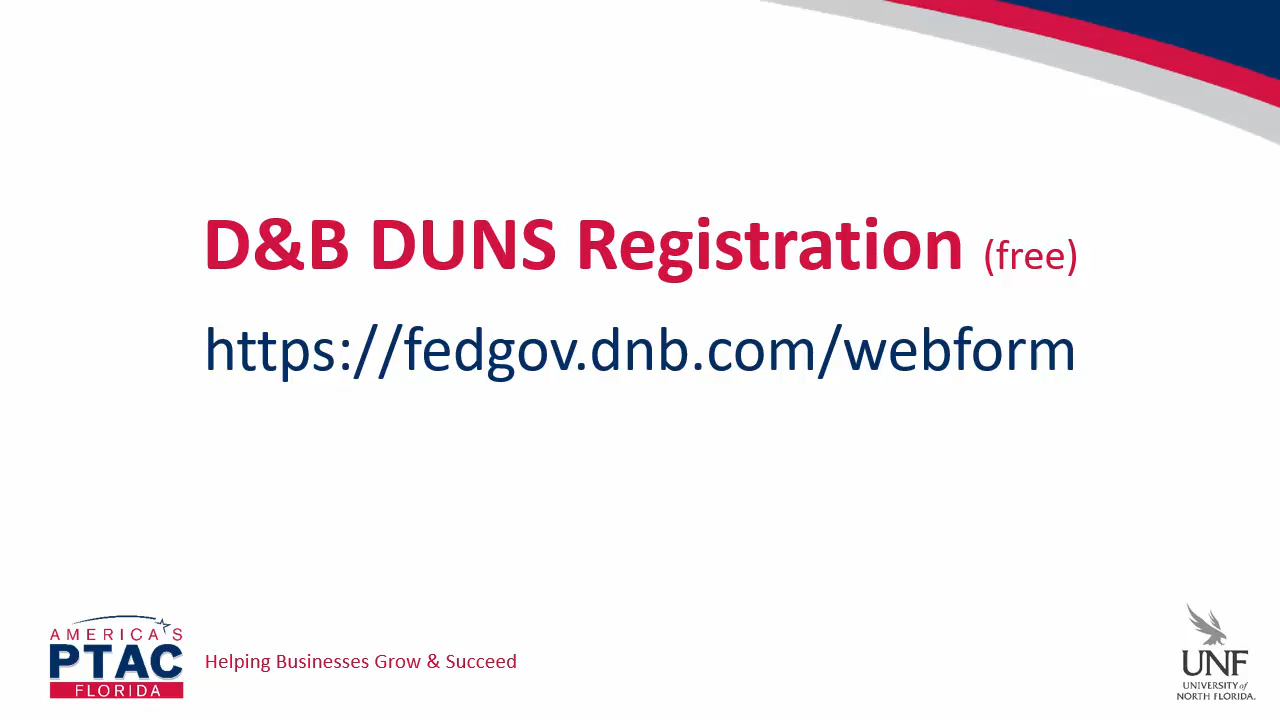 D&B DUNS Registration (free)
https://fedgov.dnb.com/webform
AMERICA'S
PTAC
FLORIDA
Helping Businesses Grow & Succeed
UNF
UNIVERSITY of
NORTH FLORIDA.